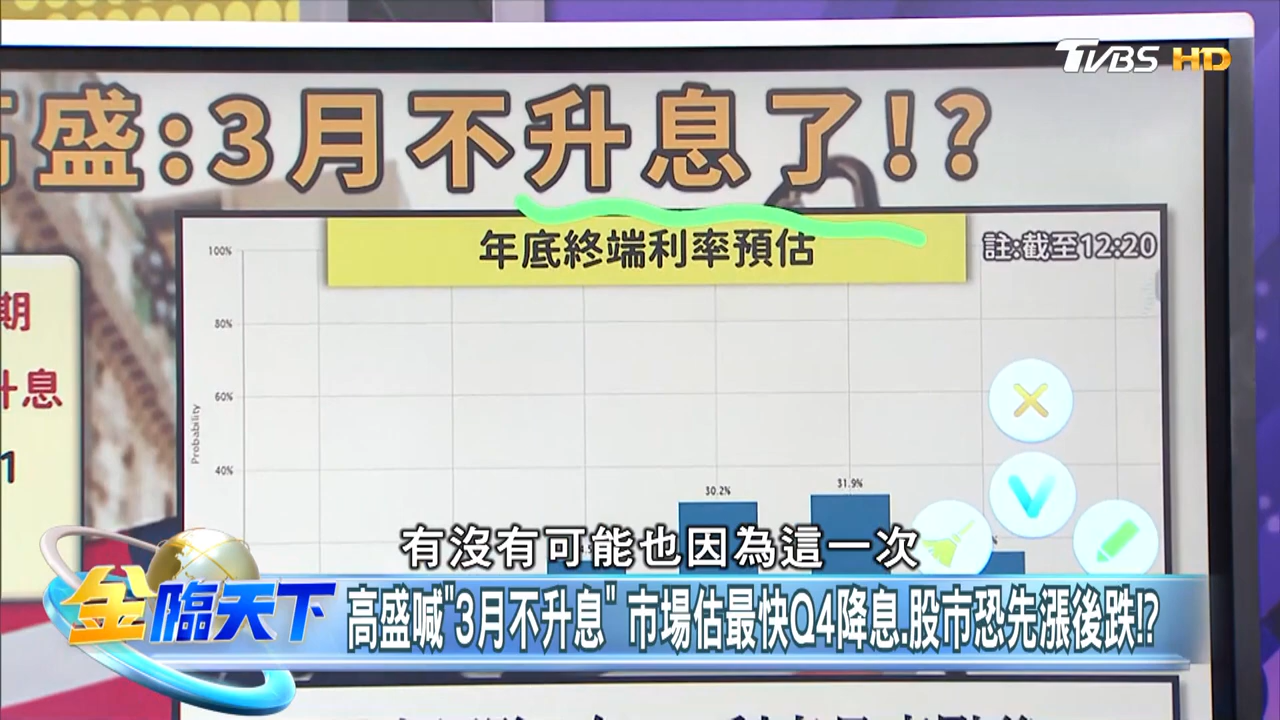 TVBS HD
高盛:3月不升息了!?
年底終端利率預估
註:截至12:20
100%
期
80%
升息
60%
Probability
1
40%
30.2%
31.9%
有沒有可能也因為這一次
金臨天下
高盛喊"3月不升息" 市場估最快Q4降息.股市恐先漲後跌!?